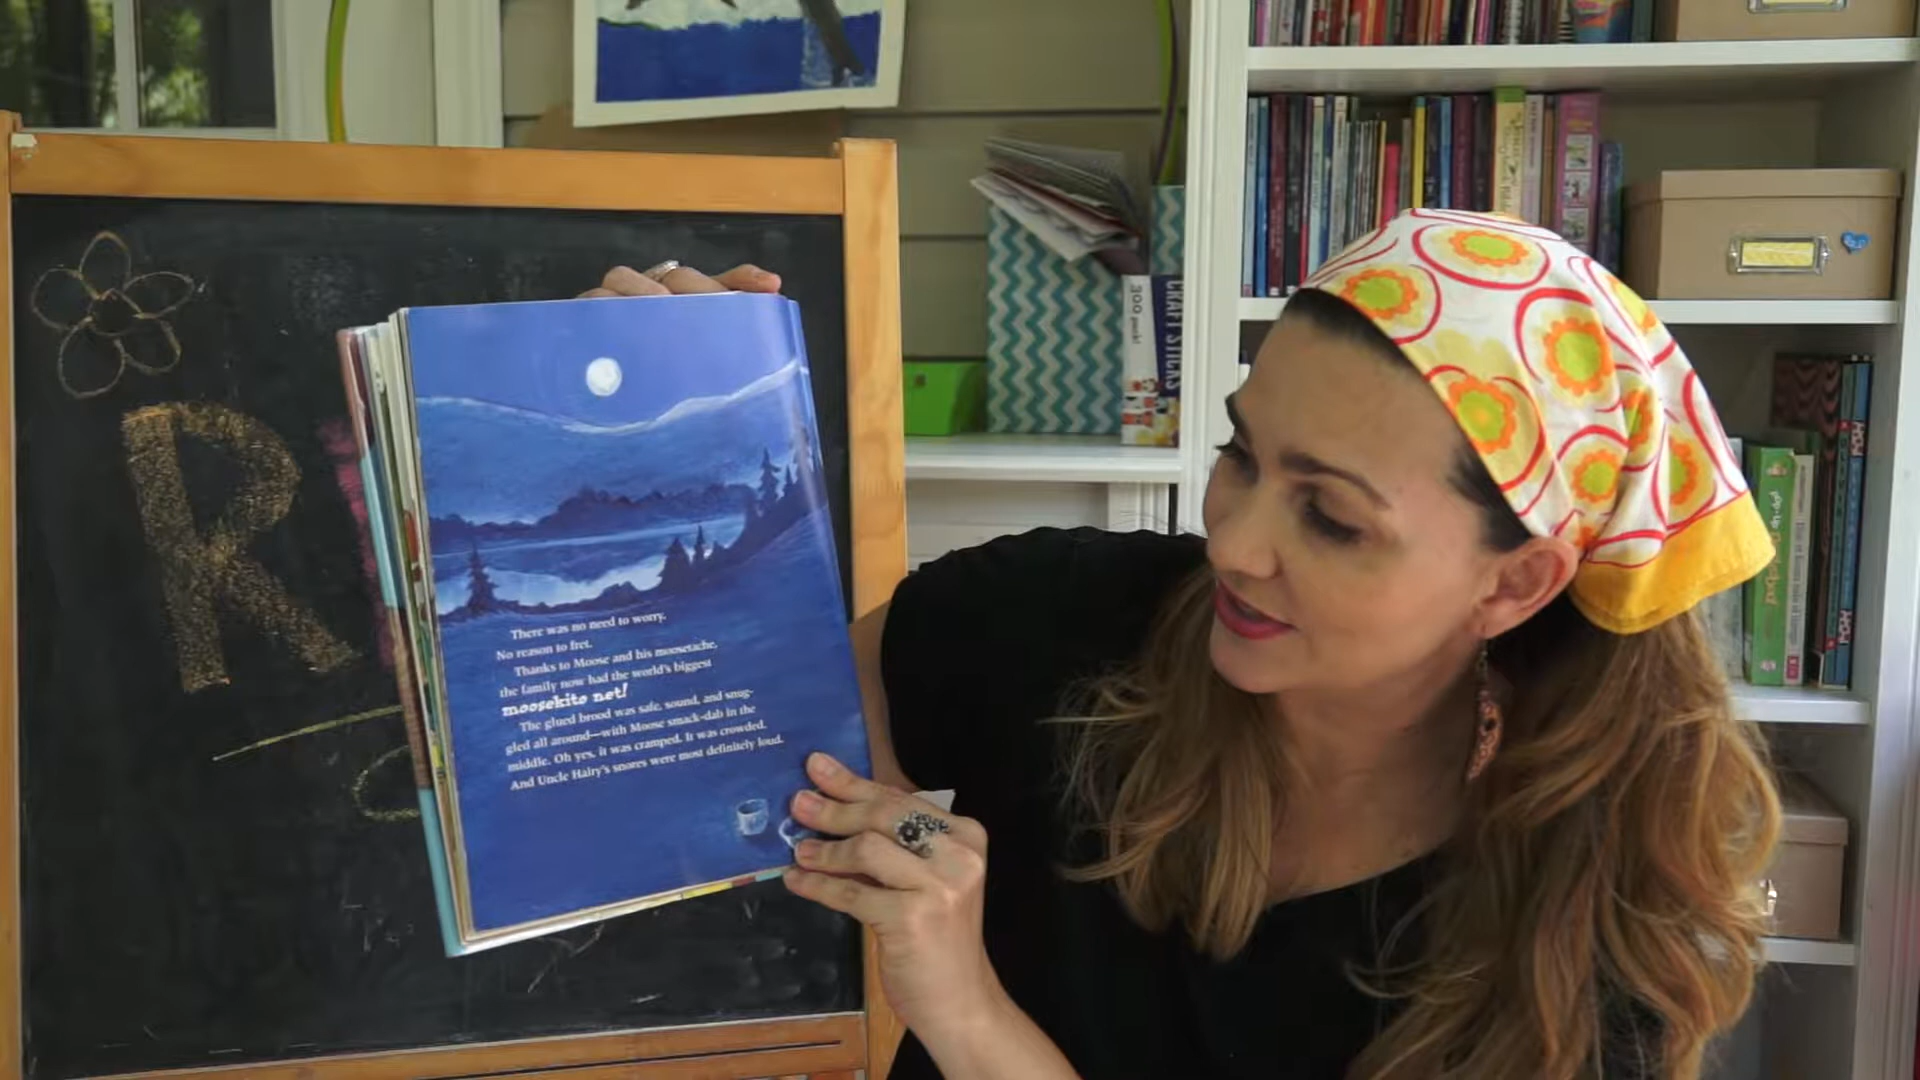 R
300 pack!
CRAFT STICKS
There was no need to worry.
No reason to fret.
Thanks to Moose and his moosetache,
the family now had the world's biggest
moosekito net!
The glued brood was safe, sound, and snug-
gled all around—with Moose smack-dab in the
middle. Oh yes, it was cramped. It was crowded.
And Uncle Hairy's snores were most definitely loud.